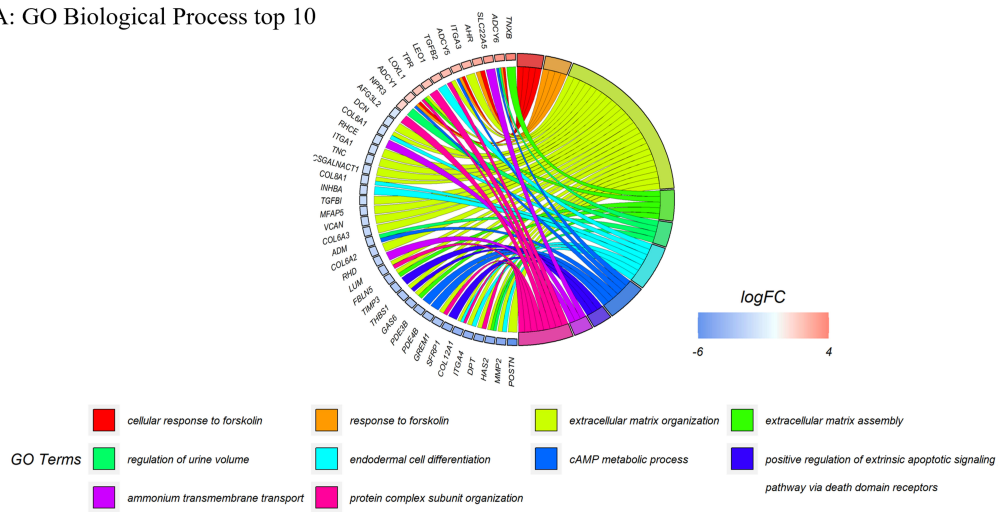 A: GO Biological Process top 10
TNXB
ADCY6
SLC22A5
AHR
ITGA3
ADCY5
TGFB2
LEO1
TPR
LOXL1
ADCY1
NPR3
AFG3L2
DCN
COL6A1
RHCE
ITGA1
TNC
CSGALNACT1
COL8A1
INHBA
TGFBI
MFAP5
VCAN
COL6A3
ADM
COL6A2
RHD
LUM
FBLN5
TIMP3
THBS1
GAS6
PDE3B
PDE4B
GREM1
SFRP1
COL12A1
ITGA4
DPT
HAS2
MMP2
POSTN
logFC
-6 4
GO Terms
cellular response to forskolin
response to forskolin
extracellular matrix organization
extracellular matrix assembly
regulation of urine volume
endodermal cell differentiation
cAMP metabolic process
positive regulation of extrinsic apoptotic signaling
pathway via death domain receptors
ammonium transmembrane transport
protein complex subunit organization